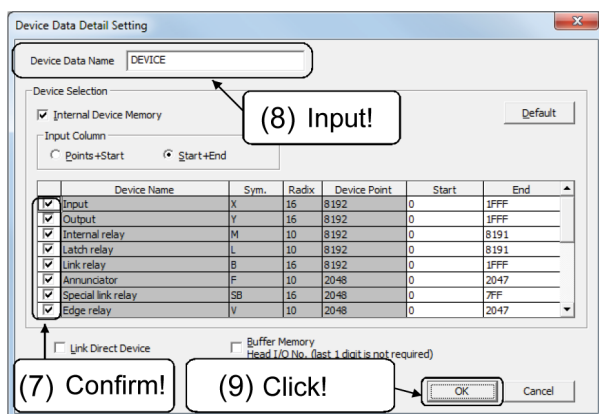 Device Data Detail Setting
Device Data Name DEVICE
Device Selection
Internal Device Memory
(8) Input!
Default
Input Column
Points+Start Start+End
Device Name Sym. Radix Device Point Start End
Input X 16 8192 0 1FFF
Output Y 16 8192 0 1FFF
Internal relay M 10 8192 0 8191
Latch relay L 10 8192 0 8191
Link relay B 16 8192 0 1FFF
Annunciator F 10 2048 0 2047
Special link relay SB 16 2048 0 7FF
Edge relay V 10 2048 0 2047
Link Direct Device Buffer Memory
Head I/O No. (last 1 digit is not required)
(7) Confirm! (9) Click!
OK Cancel